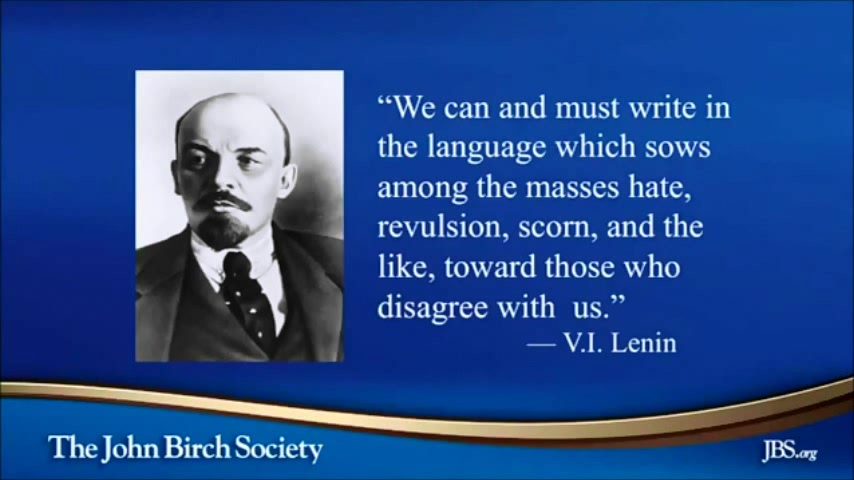 “We can and must write in
the language which sows
among the masses hate,
revulsion, scorn, and the
like, toward those who
disagree with  us.”
— V.I. Lenin
The John Birch Society
JBS.org